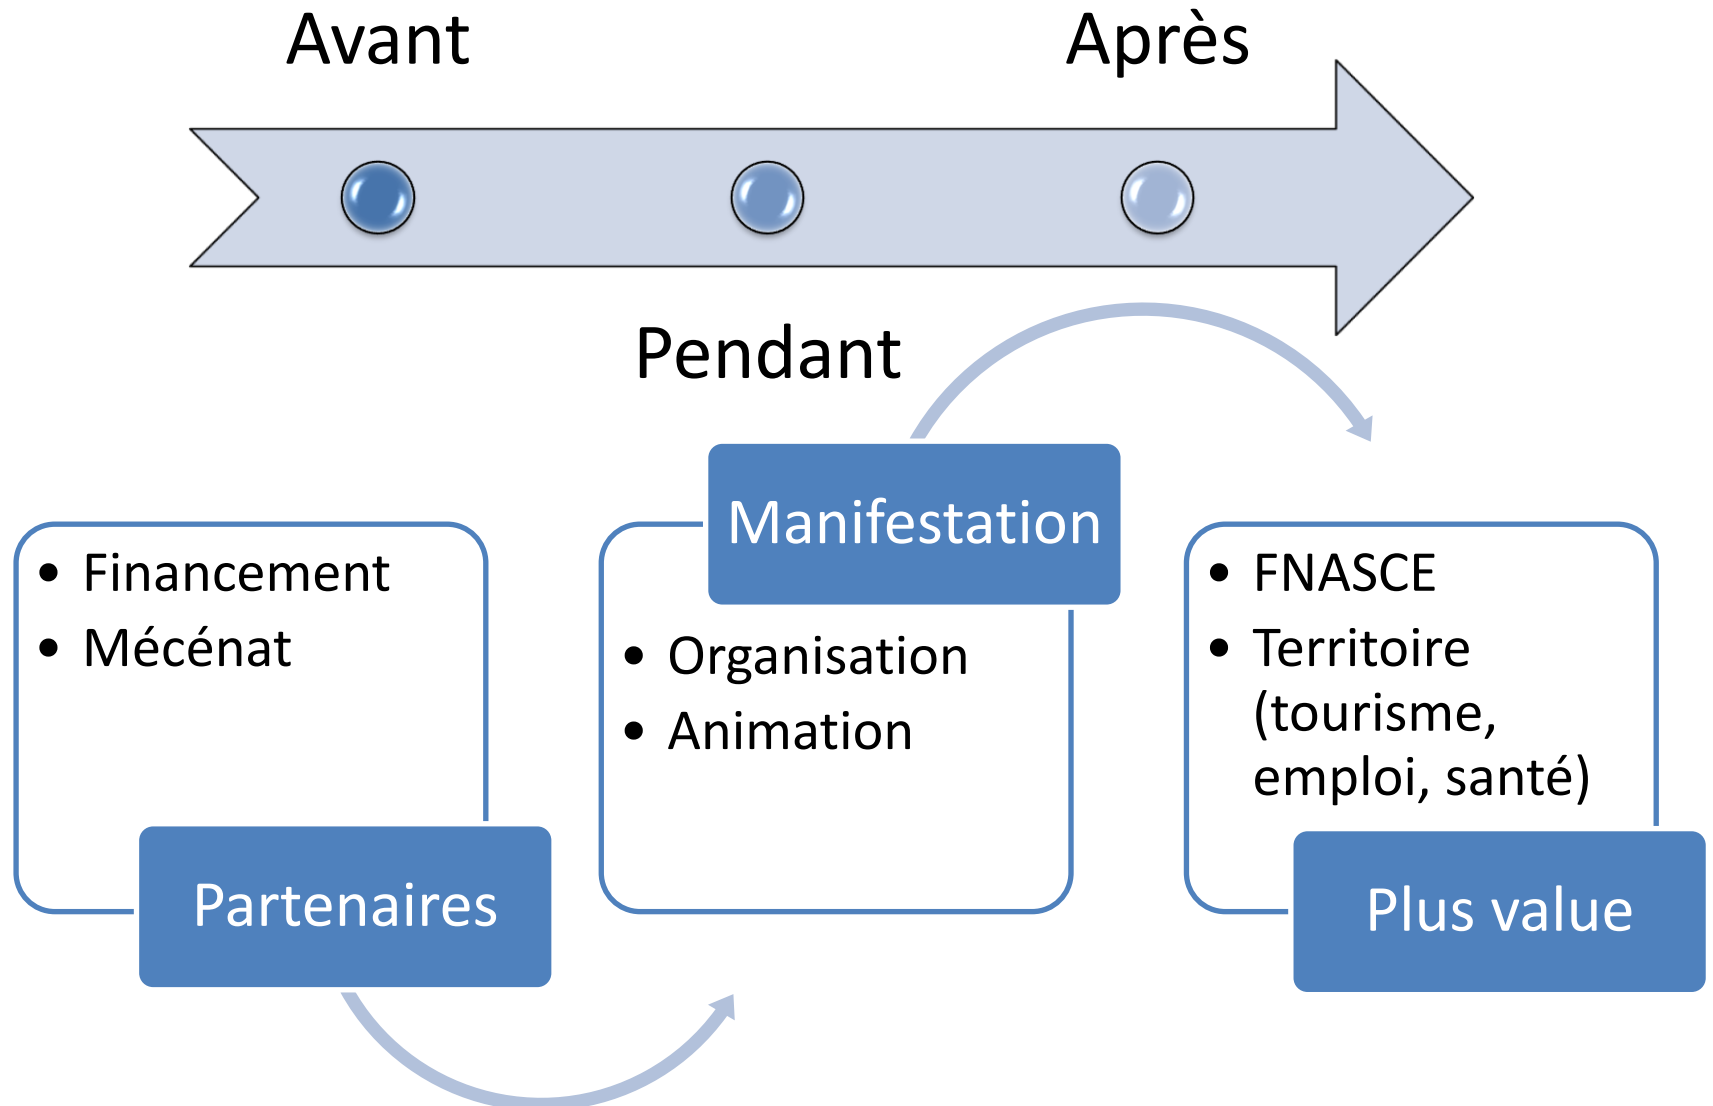 Avant
Après
Pendant
• Financement
• Mécénat
Partenaires
Manifestation
• Organisation
• Animation
• FNASCE
• Territoire
(tourisme,
emploi, santé)
Plus value